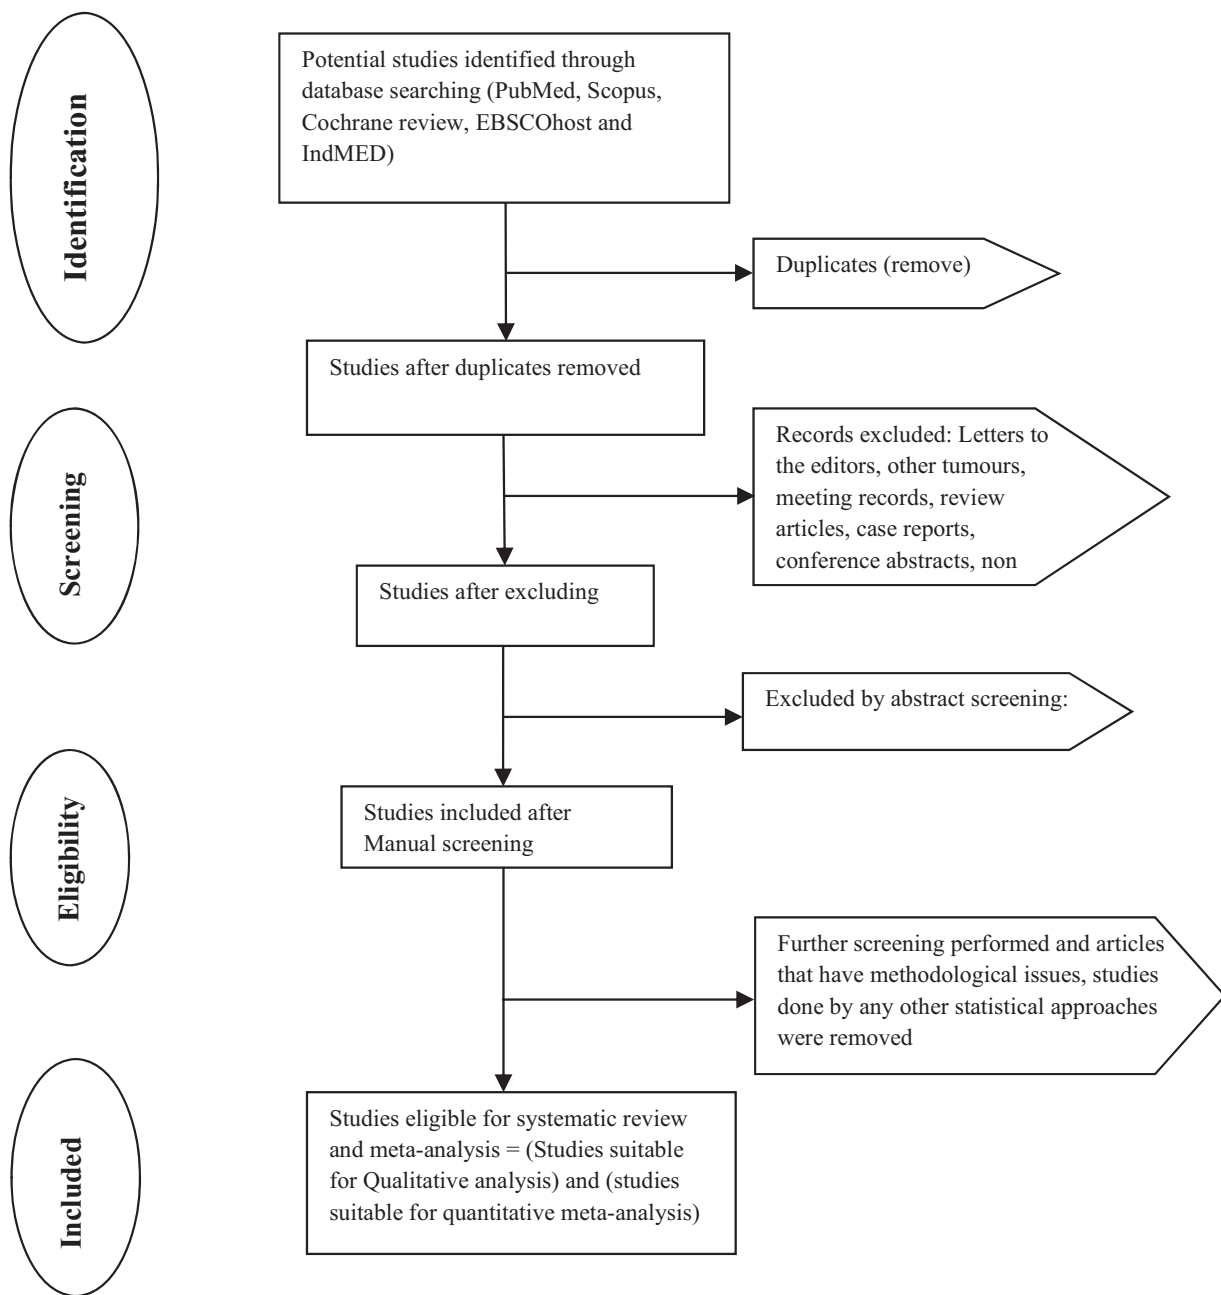 Identification
Potential studies identified through
database searching (PubMed, Scopus,
Cochrane review, EBSCOhost and
IndMED)
Duplicates (remove)
Studies after duplicates removed
Screening
Records excluded: Letters to
the editors, other tumours,
meeting records, review
articles, case reports,
conference abstracts, non
Studies after excluding
Excluded by abstract screening:
Eligibility
Studies included after
Manual screening
Further screening performed and articles
that have methodological issues, studies
done by any other statistical approaches
were removed
Included
Studies eligible for systematic review
and meta-analysis = (Studies suitable
for Qualitative analysis) and (studies
suitable for quantitative meta-analysis)